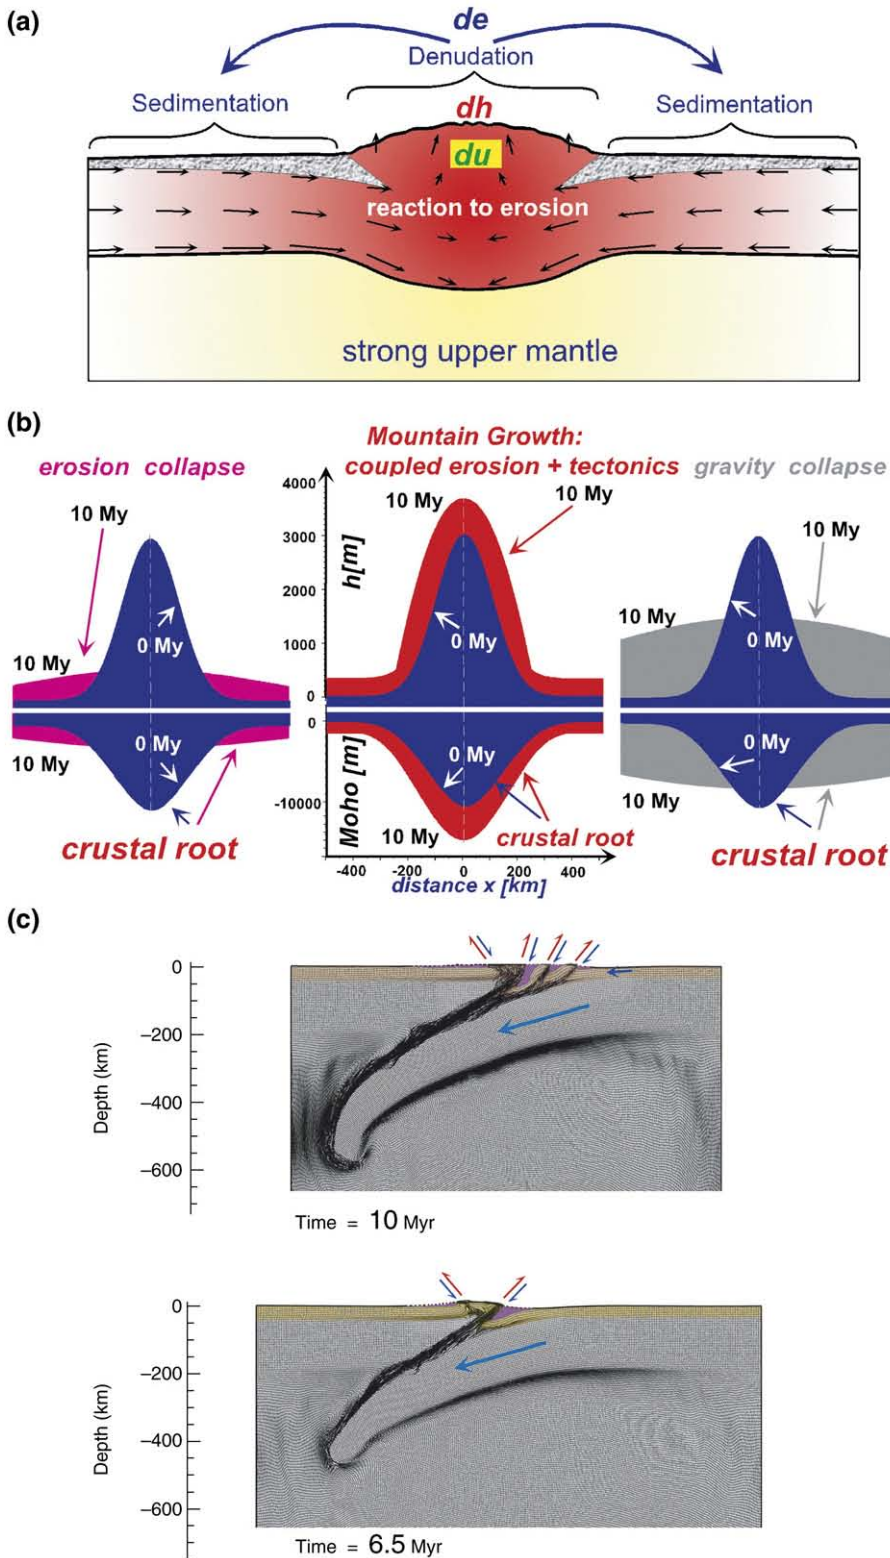 (a)
de
Denudation
Sedimentation
Sedimentation
dh
du
reaction to erosion
strong upper mantle
(b)
erosion collapse
Mountain Growth:
coupled erosion + tectonics
gravity collapse
10 My
0 My
10 My
10 My
crustal root
4000
3000
2000
1000
0
h[m]
10 My
10 My
0 My
0
-10000
Moho [m]
0 My
10 My
crustal root
-400
-200
0
200
400
distance x [km]
10 My
10 My
0 My
0 My
10 My
crustal root
0 My
(c)
0
–200
–400
–600
Depth (km)
Time = 10 Myr
0
–200
–400
–600
Depth (km)
Time = 6.5 Myr